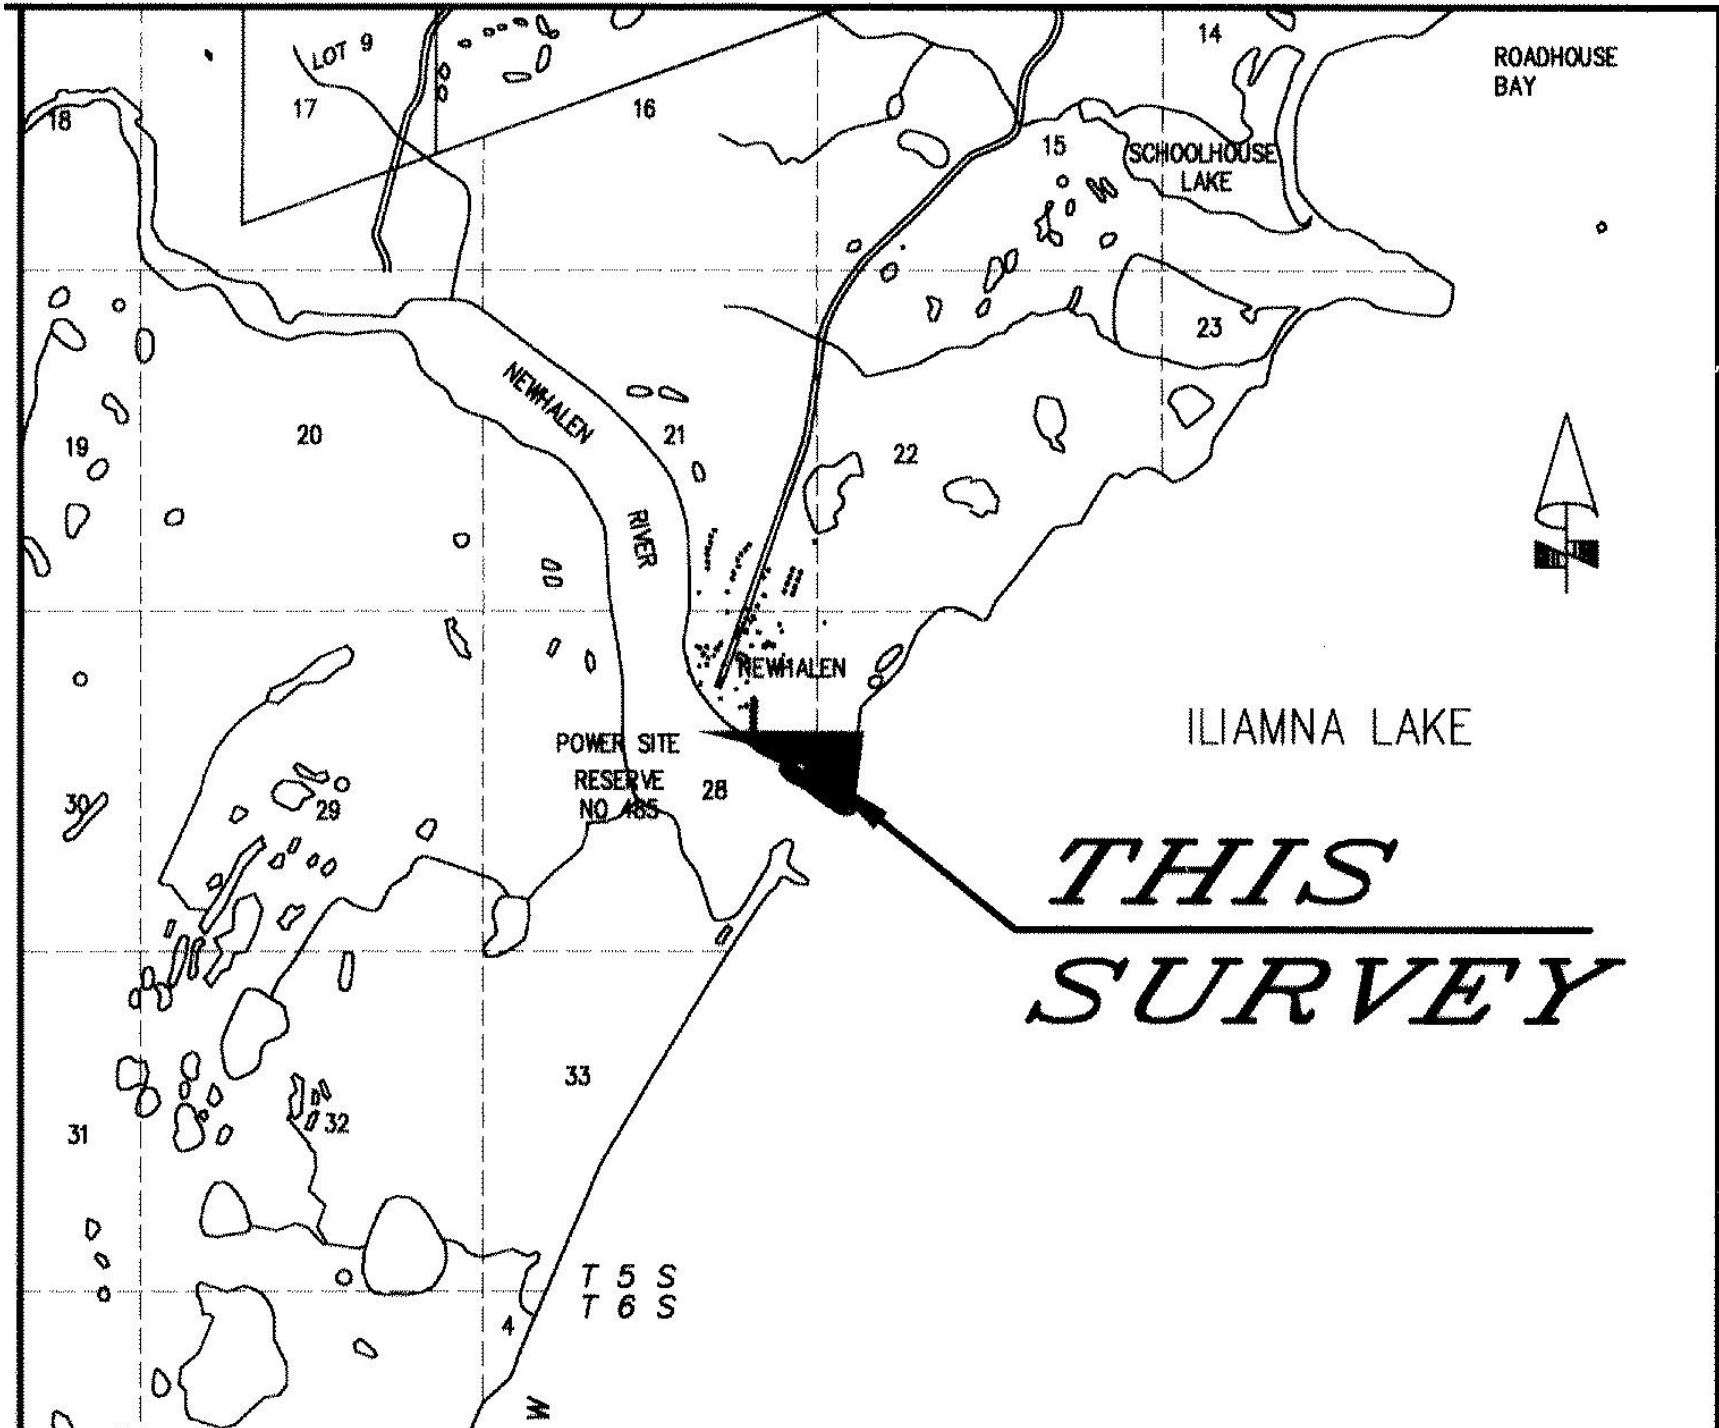 LOT 9
14
ROADHOUSE
BAY
18
17
16
15
SCHOOLHOUSE
LAKE
23
NEWHALEN
RIVER
19
20
21
22
NEWHALEN
ILIAMNA LAKE
POWER SITE
RESERVE
NO 485
28
30
29
THIS
SURVEY
33
31
32
T 5 S
T 6 S
4
W